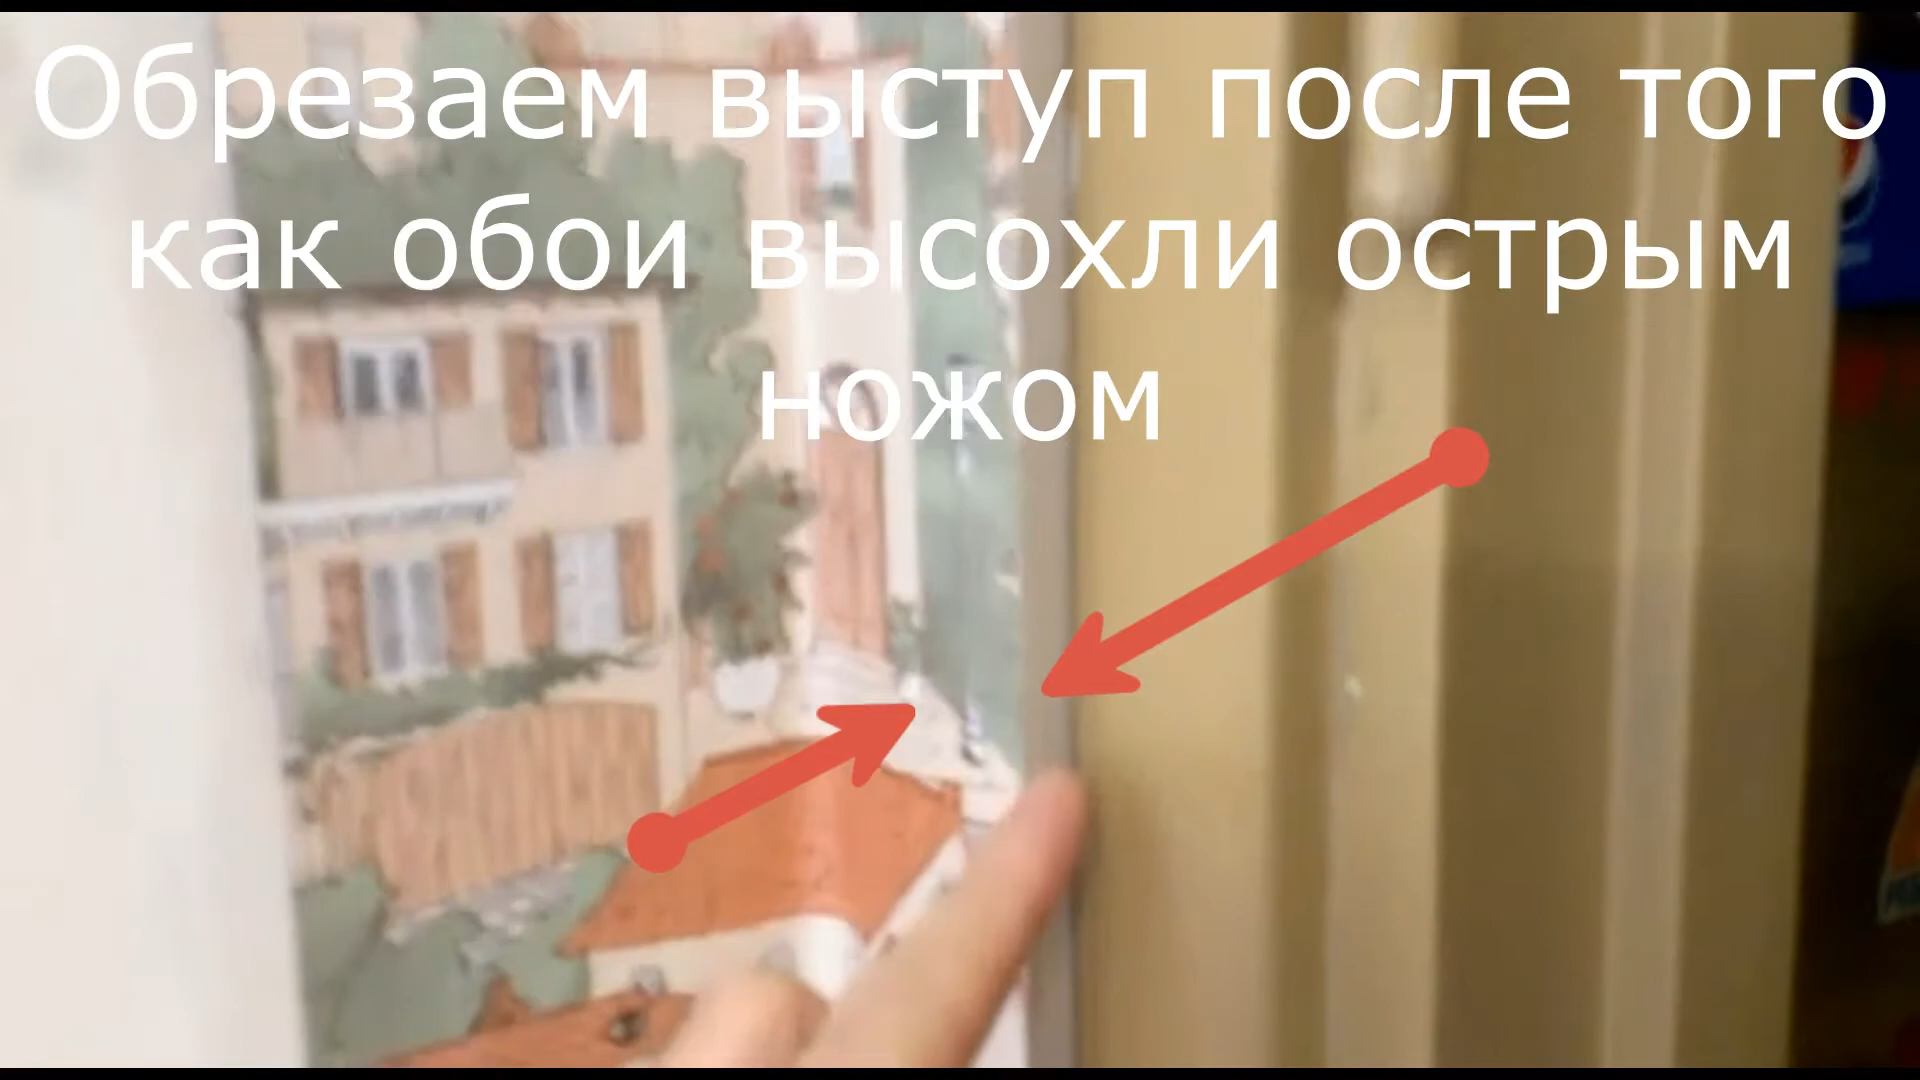 Обрезаем выступ после того
как обои высохли острым
ножом